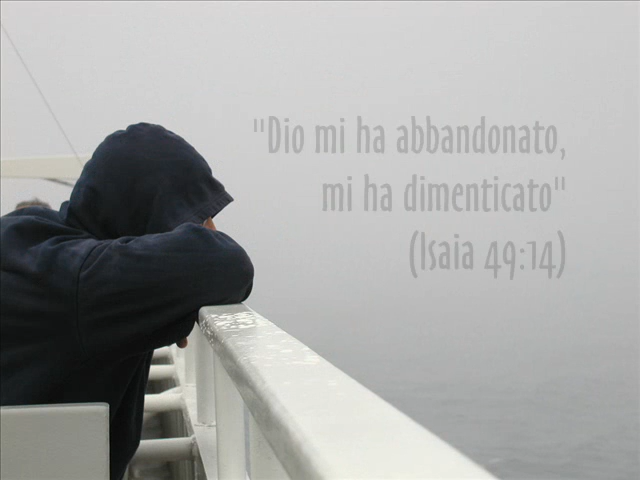 "Dio mi ha abbandonato,
mi ha dimenticato"
(Isaia 49:14)